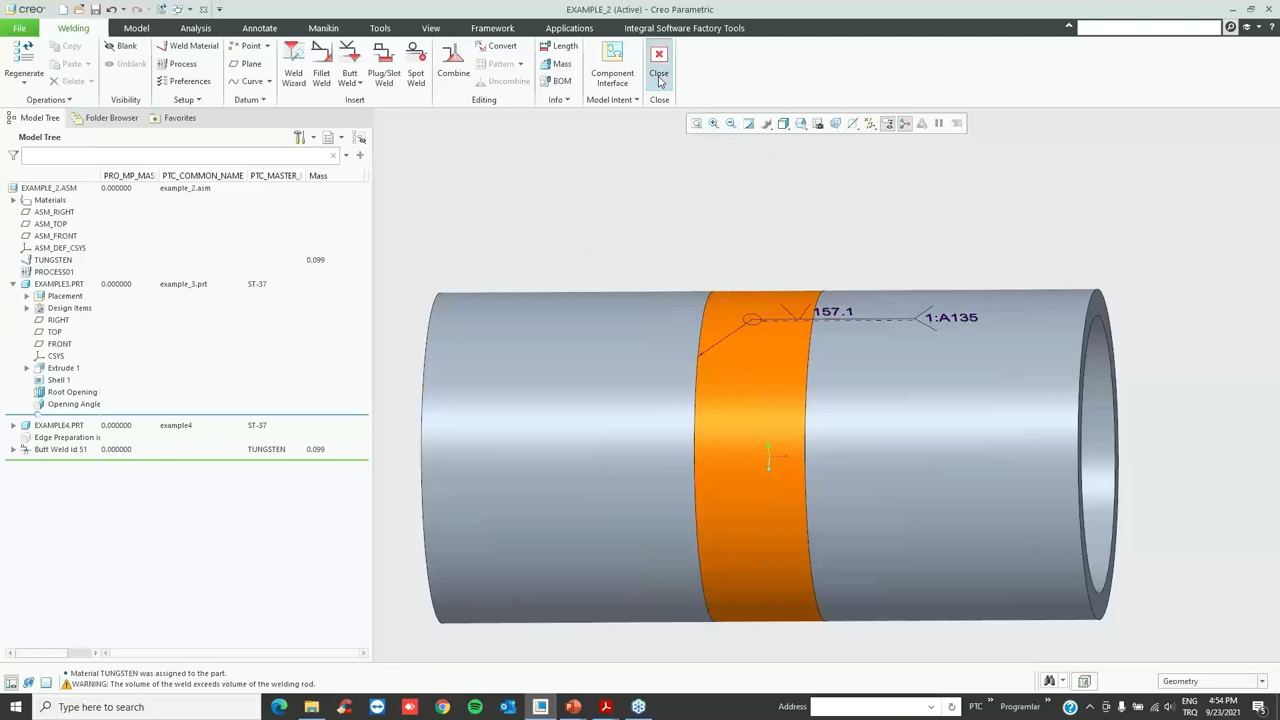 creo
EXAMPLE_2 (Active) - Creo Parametric
File Welding Model Analysis Annotate Manikin Tools View Framework Applications Integral Software Factory Tools
Regenerate
Copy
Paste
Delete
Operations
Blank
Unblank
Visibility
Weld Material
Process
Preferences
Setup
Point
Plane
Curve
Datum
Weld Wizard
Fillet Weld
Butt Weld
Plug/Slot Weld
Spot Weld
Insert
Combine
Convert
Pattern
Uncombine
Editing
Length
Mass
BOM
Info
Component Interface
Model Intent
Close
Close
Model Tree Folder Browser Favorites
Model Tree
PRO_MP_MAS PTC_COMMON_NAME PTC_MASTER_ Mass
EXAMPLE_2.ASM 0.000000 example_2.asm
Materials
ASM_RIGHT
ASM_TOP
ASM_FRONT
ASM_DEF_CSYS
TUNGSTEN 0.099
PROCESS01
EXAMPLE3.PRT 0.000000 example_3.prt ST-37
Placement
Design Items
RIGHT
TOP
FRONT
CSYS
Extrude 1
Shell 1
Root Opening
Opening Angle
EXAMPLE4.PRT 0.000000 example4 ST-37
Edge Preparation id
Butt Weld id 51 0.000000 TUNGSTEN 0.099
157.1
1:A135
Material TUNGSTEN was assigned to the part.
WARNING: The volume of the weld exceeds volume of the welding rod.
Geometry
Type here to search
Address
PTC
Programlar
ENG
TRQ
4:54 PM
9/23/2021